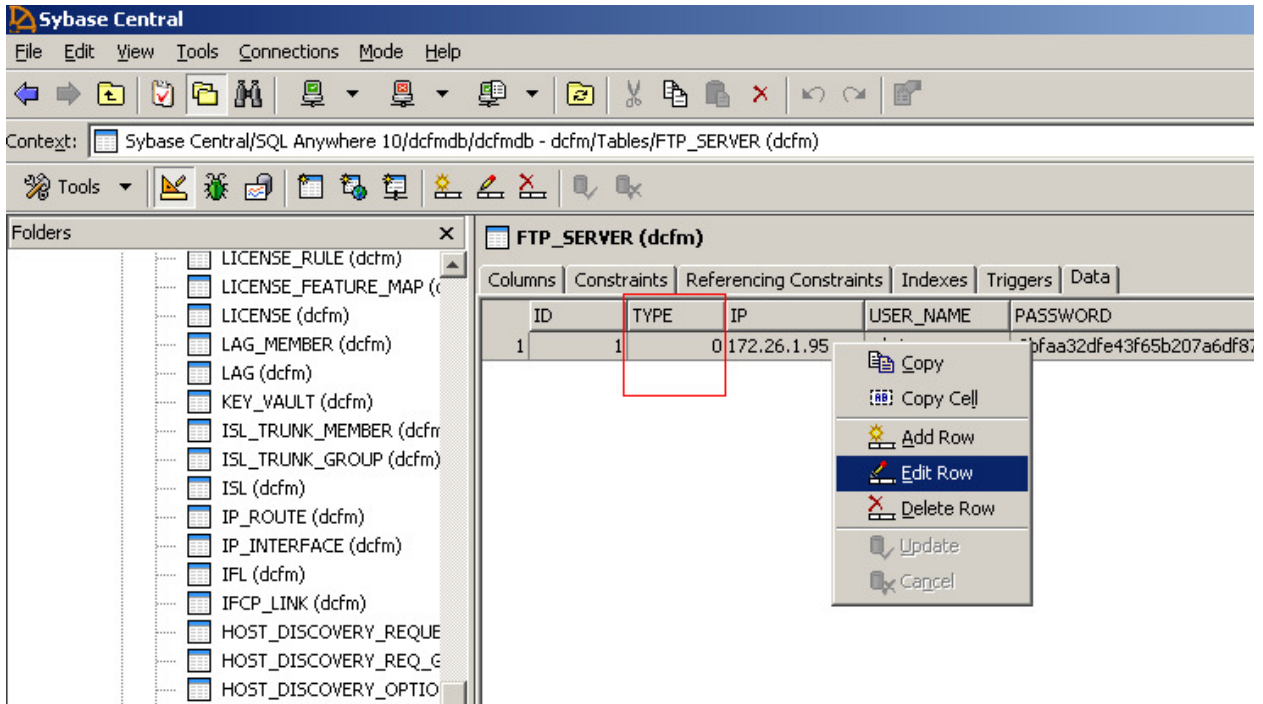 Sybase Central
File Edit View Tools Connections Mode Help
Context: Sybase Central/SQL Anywhere 10/dcfmdb/dcfmdb - dcfm/Tables/FTP_SERVER (dcfm)
Tools
Folders
LICENSE_RULE (dcfm)
LICENSE_FEATURE_MAP (
LICENSE (dcfm)
LAG_MEMBER (dcfm)
LAG (dcfm)
KEY_VAULT (dcfm)
ISL_TRUNK_MEMBER (dcfm
ISL_TRUNK_GROUP (dcfm)
ISL (dcfm)
IP_ROUTE (dcfm)
IP_INTERFACE (dcfm)
IFL (dcfm)
IFCP_LINK (dcfm)
HOST_DISCOVERY_REQUE
HOST_DISCOVERY_REQ_G
HOST_DISCOVERY_OPTIO
FTP_SERVER (dcfm)
Columns Constraints Referencing Constraints Indexes Triggers Data
ID TYPE IP USER_NAME PASSWORD
1 1 0 172.26.1.95 bfaa32dfe43f65b207a6df87
Copy
Copy Cell
Add Row
Edit Row
Delete Row
Update
Cancel